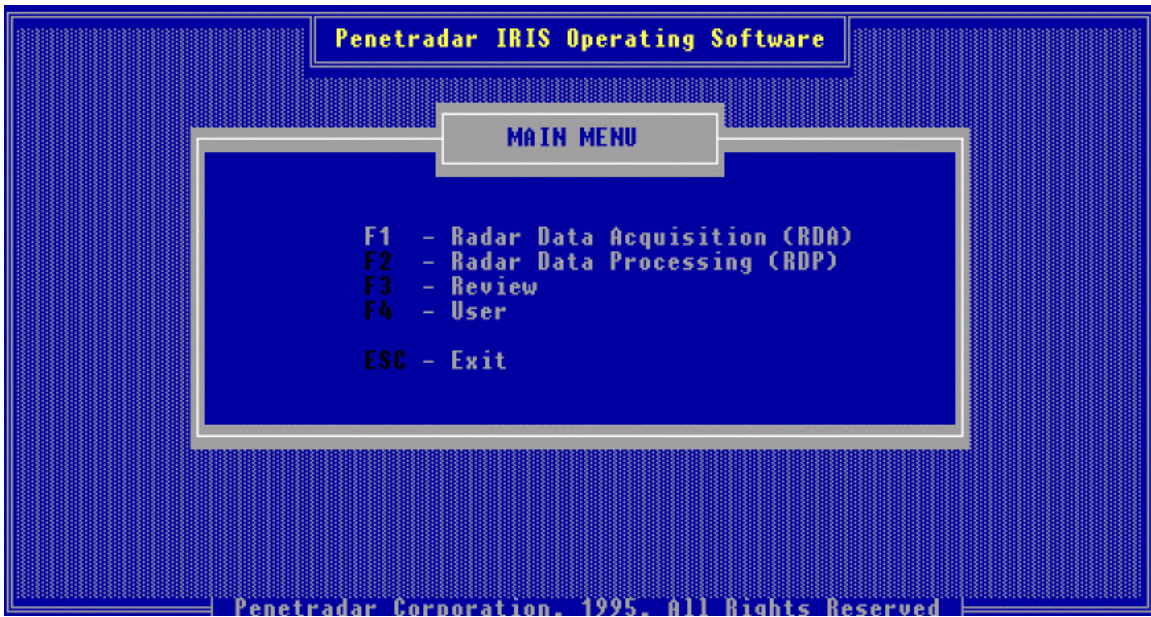 Penetradar IRIS Operating Software
MAIN MENU
F1 - Radar Data Acquisition (RDA)
F2 - Radar Data Processing (RDP)
F3 - Review
F4 - User
ESC - Exit
Penetradar Corporation, 1995. All Rights Reserved